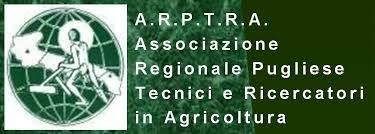 A.R.P.T.R.A.
Associazione
Regionale Pugliese
Tecnici e Ricercatori
in Agricoltura